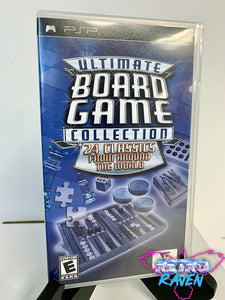 PSP
ULTIMATE
BOARD
GAME
COLLECTION
24 CLASSICS
FROM AROUND
THE WORLD
E
RETRO
RAVEN